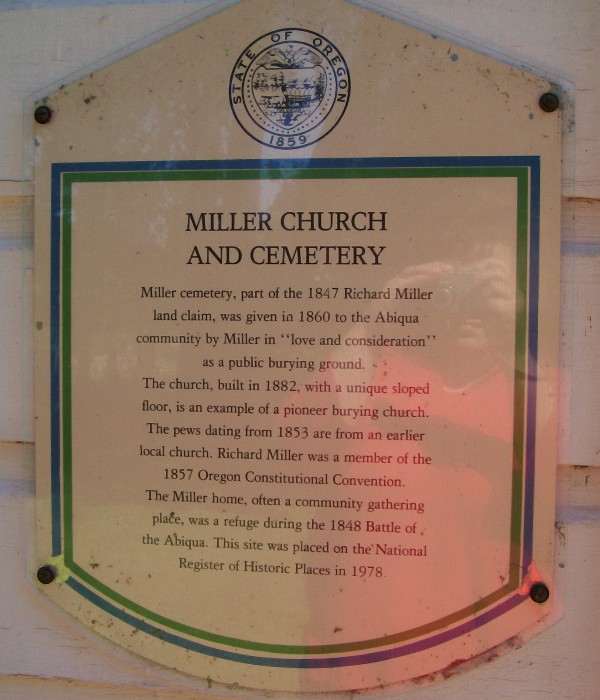 STATE OF OREGON
1859
MILLER CHURCH
AND CEMETERY
Miller cemetery, part of the 1847 Richard Miller
land claim, was given in 1860 to the Abiqua
community by Miller in “love and consideration”
as a public burying ground.
The church, built in 1882, with a unique sloped
floor, is an example of a pioneer burying church.
The pews dating from 1853 are from an earlier
local church. Richard Miller was a member of the
1857 Oregon Constitutional Convention.
The Miller home, often a community gathering
place, was a refuge during the 1848 Battle of
the Abiqua. This site was placed on the National
Register of Historic Places in 1978.